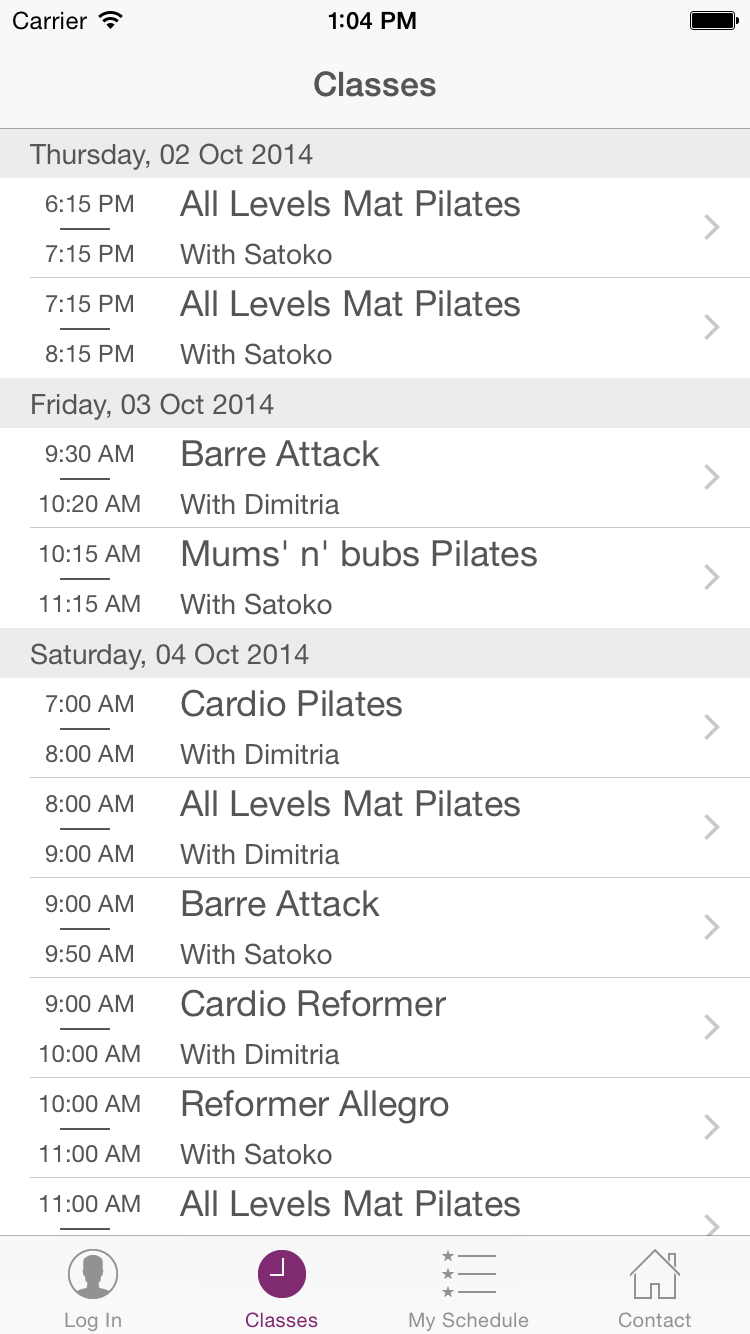 Carrier 1:04 PM
Classes
Thursday, 02 Oct 2014
6:15 PM All Levels Mat Pilates
7:15 PM With Satoko
7:15 PM All Levels Mat Pilates
8:15 PM With Satoko
Friday, 03 Oct 2014
9:30 AM Barre Attack
10:20 AM With Dimitria
10:15 AM Mums' n' bubs Pilates
11:15 AM With Satoko
Saturday, 04 Oct 2014
7:00 AM Cardio Pilates
8:00 AM With Dimitria
8:00 AM All Levels Mat Pilates
9:00 AM With Dimitria
9:00 AM Barre Attack
9:50 AM With Satoko
9:00 AM Cardio Reformer
10:00 AM With Dimitria
10:00 AM Reformer Allegro
11:00 AM With Satoko
11:00 AM All Levels Mat Pilates
Log In Classes My Schedule Contact